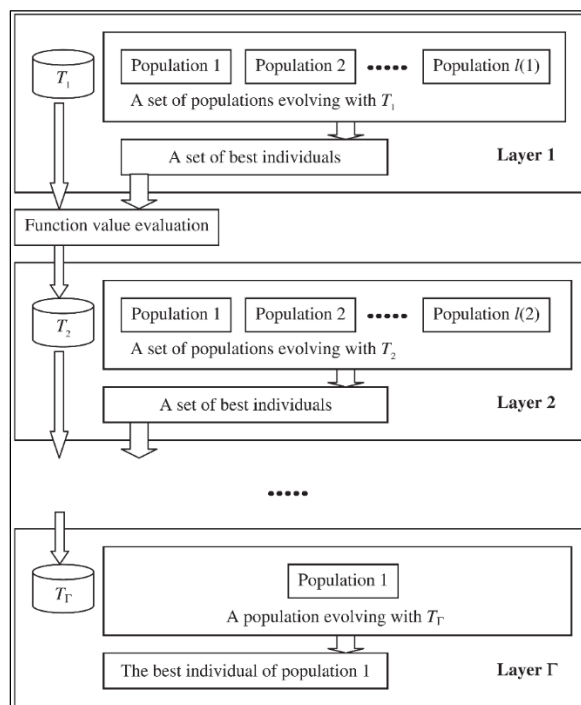 T₁
Population 1 Population 2 ····· Population l(1)
A set of populations evolving with T₁
A set of best individuals
Layer 1
Function value evaluation
T₂
Population 1 Population 2 ····· Population l(2)
A set of populations evolving with T₂
A set of best individuals
Layer 2
·····
T_Γ
Population 1
A population evolving with T_Γ
The best individual of population 1
Layer Γ